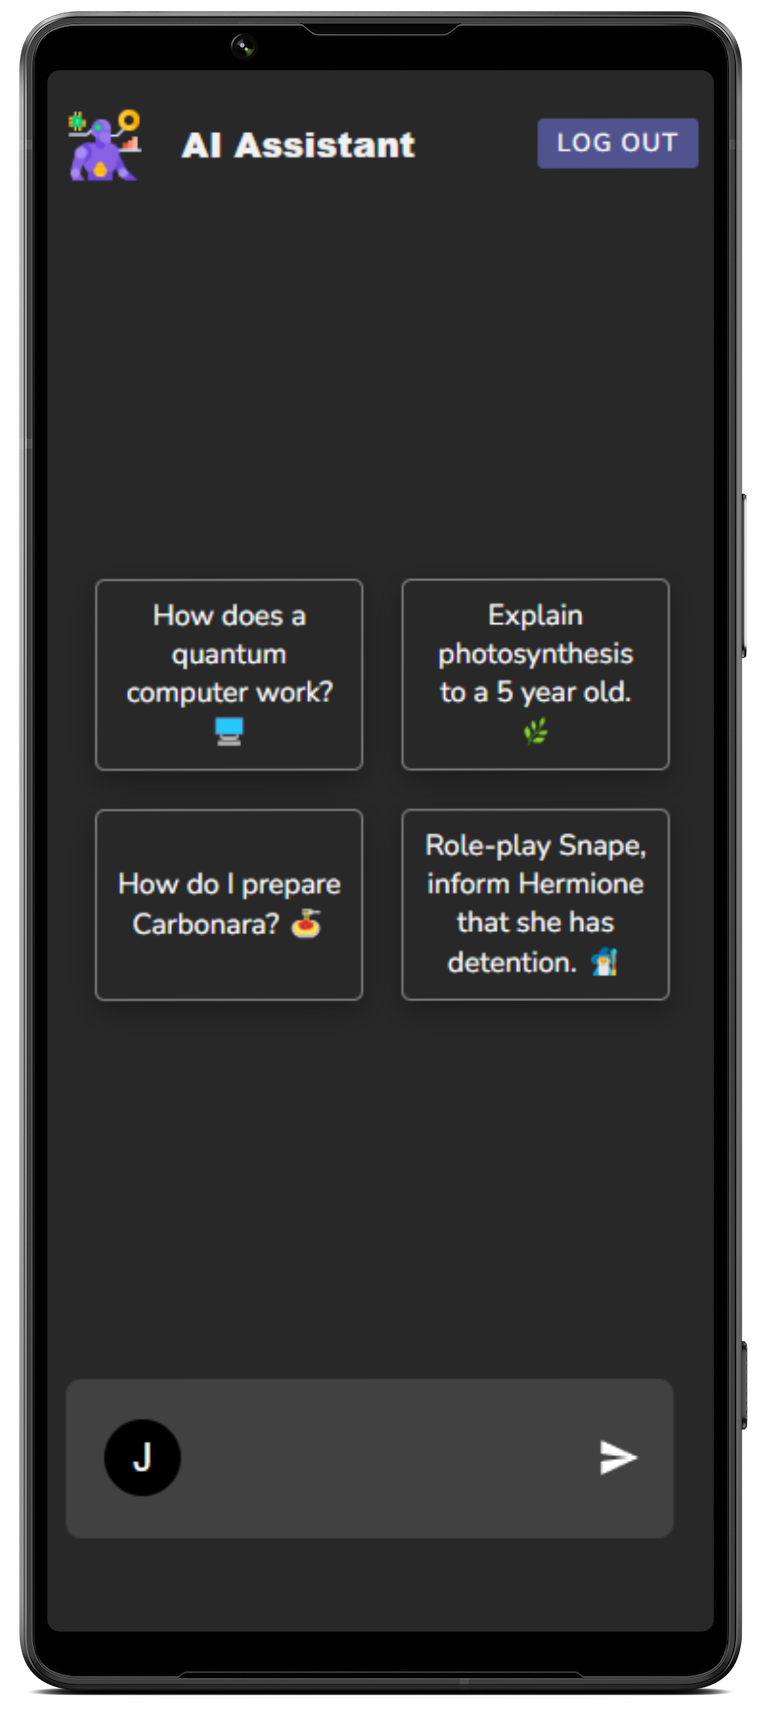 AI Assistant
LOG OUT
How does a
quantum
computer work?
🖥️
Explain
photosynthesis
to a 5 year old.
🌿
How do I prepare
Carbonara? 🍝
Role-play Snape,
inform Hermione
that she has
detention. 🧙‍♂️
J